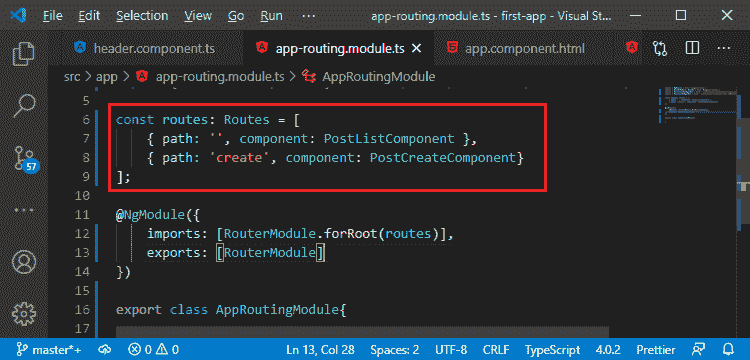 File Edit Selection View ... app-routing.module.ts - first-app - Visual St...
header.component.ts app-routing.module.ts app.component.html
src > app > app-routing.module.ts > AppRoutingModule
5
6 const routes: Routes = [
7 { path: '', component: PostListComponent },
8 { path: 'create', component: PostCreateComponent}
9 ];
10
11 @NgModule({
12 imports: [RouterModule.forRoot(routes)],
13 exports: [RouterModule]
14 })
15
16 export class AppRoutingModule{
17
57
master*+ 0 0 Ln 13, Col 28 Spaces: 2 UTF-8 CRLF TypeScript 4.0.2 Prettier